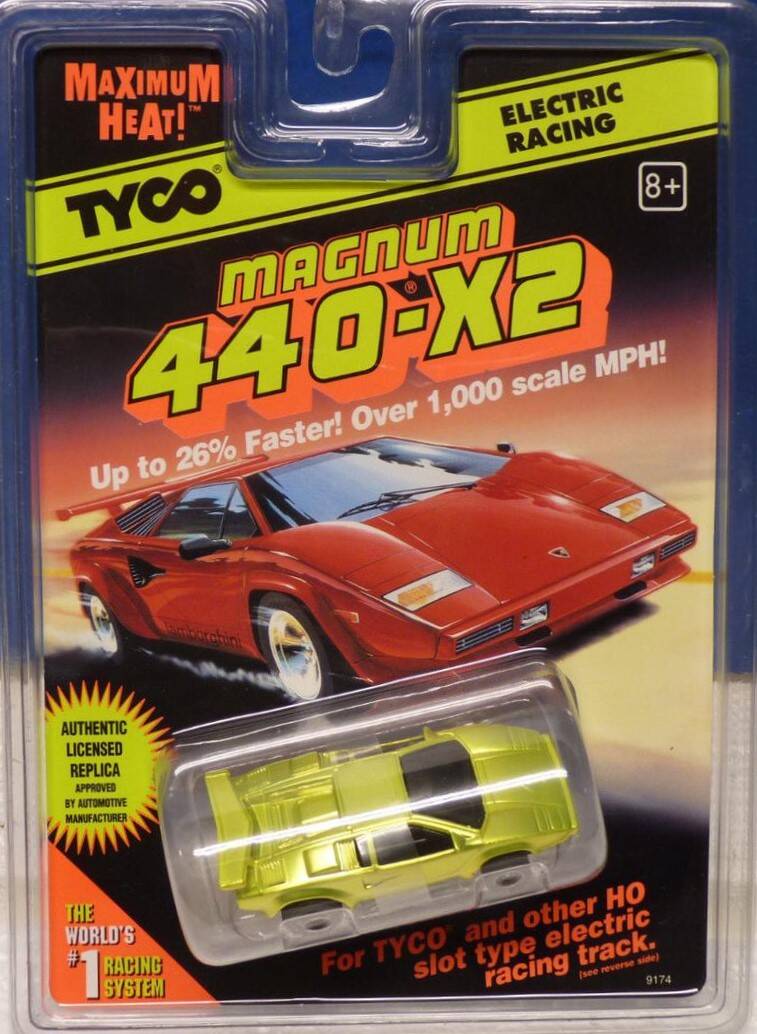 MAXIMUM
HEAT!™
ELECTRIC
RACING
TYCO®
8+
MAGNUM®
440-X2
Up to 26% Faster! Over 1,000 scale MPH!
lamborghini
AUTHENTIC
LICENSED
REPLICA
APPROVED
BY AUTOMOTIVE
MANUFACTURER
THE
WORLD'S
#1 RACING
SYSTEM
For TYCO® and other HO
slot type electric
racing track.
(see reverse side)
9174